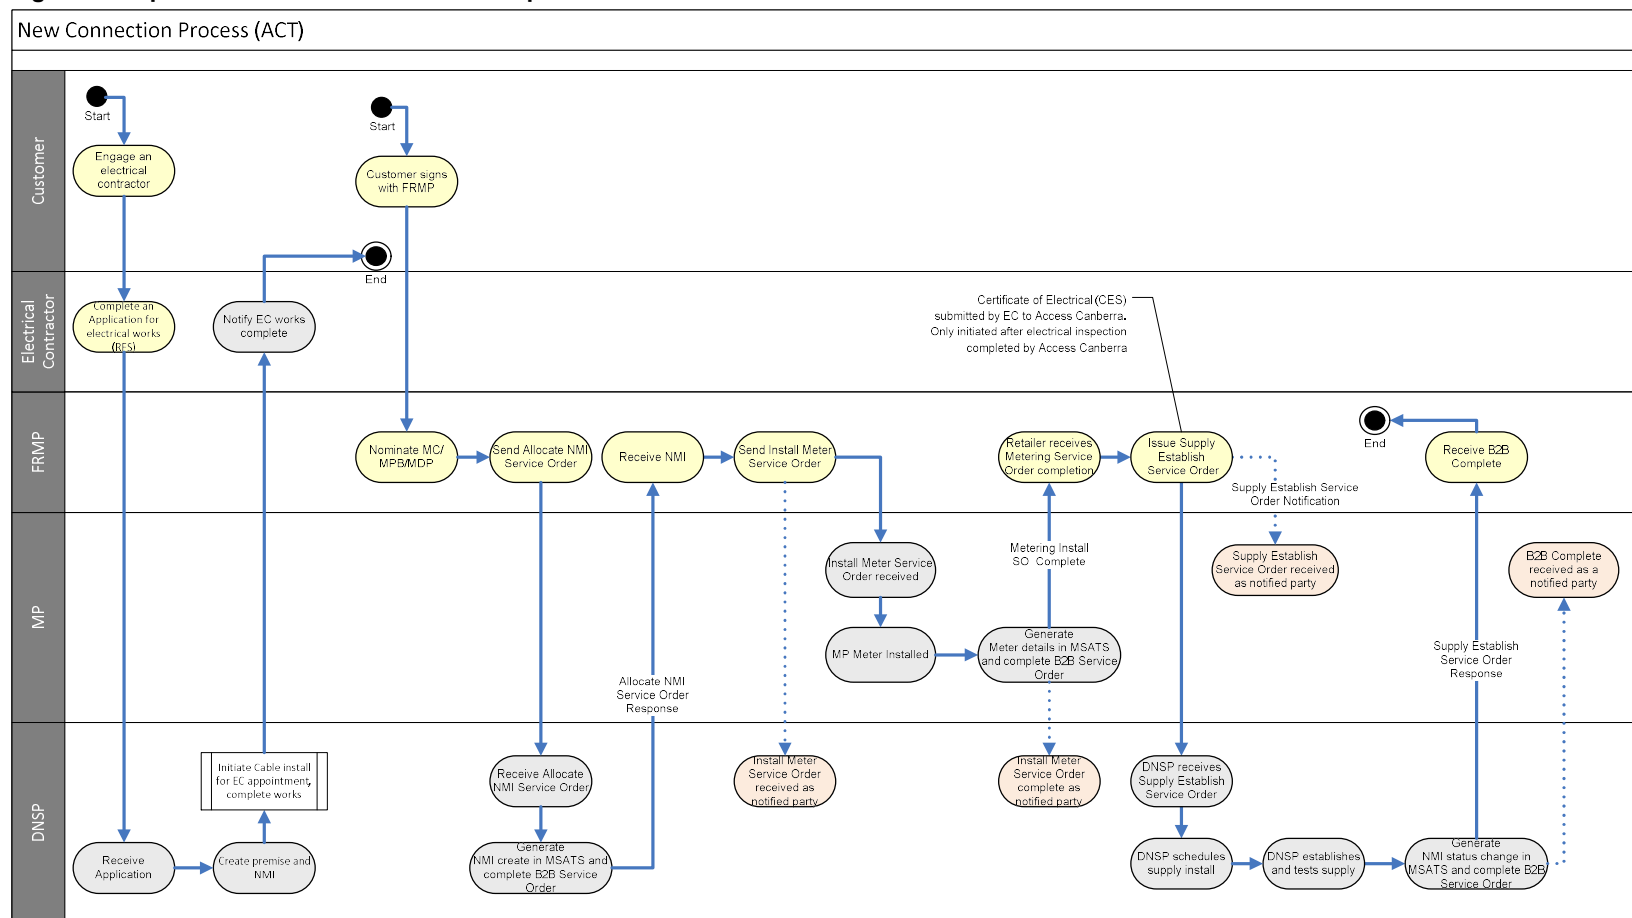 New Connection Process (ACT)
Customer
Start
Engage an
electrical
contractor
Start
Customer signs
with FRMP
End
Electrical
Contractor
Complete an
Application for
electrical works
(RES)
Notify EC works
complete
Certificate of Electrical (CES)
submitted by EC to Access Canberra.
Only initiated after electrical inspection
completed by Access Canberra
FRMP
Nominate MC/
MPB/MDP
Send Allocate NMI
Service Order
Receive NMI
Send Install Meter
Service Order
Retailer receives
Metering Service
Order completion
Issue Supply
Establish
Service Order
Supply Establish Service
Order Notification
End
Receive B2B
Complete
MP
Install Meter Service
Order received
MP Meter Installed
Metering Install
SO Complete
Generate
Meter details in MSATS
and complete B2B Service
Order
Supply Establish
Service Order received
as notified party
B2B Complete
received as a
notified party
Allocate NMI
Service Order
Response
Supply Establish
Service Order
Response
DNSP
Initiate Cable install
for EC appointment,
complete works
Receive
Application
Create premise and
NMI
Receive Allocate
NMI Service Order
Generate
NMI create in MSATS and
complete B2B Service
Order
Install Meter
Service Order
received as
notified party
Install Meter
Service Order
complete as
notified party
DNSP receives
Supply Establish
Service Order
DNSP schedules
supply install
DNSP establishes
and tests supply
Generate
NMI status change in
MSATS and complete B2B
Service Order